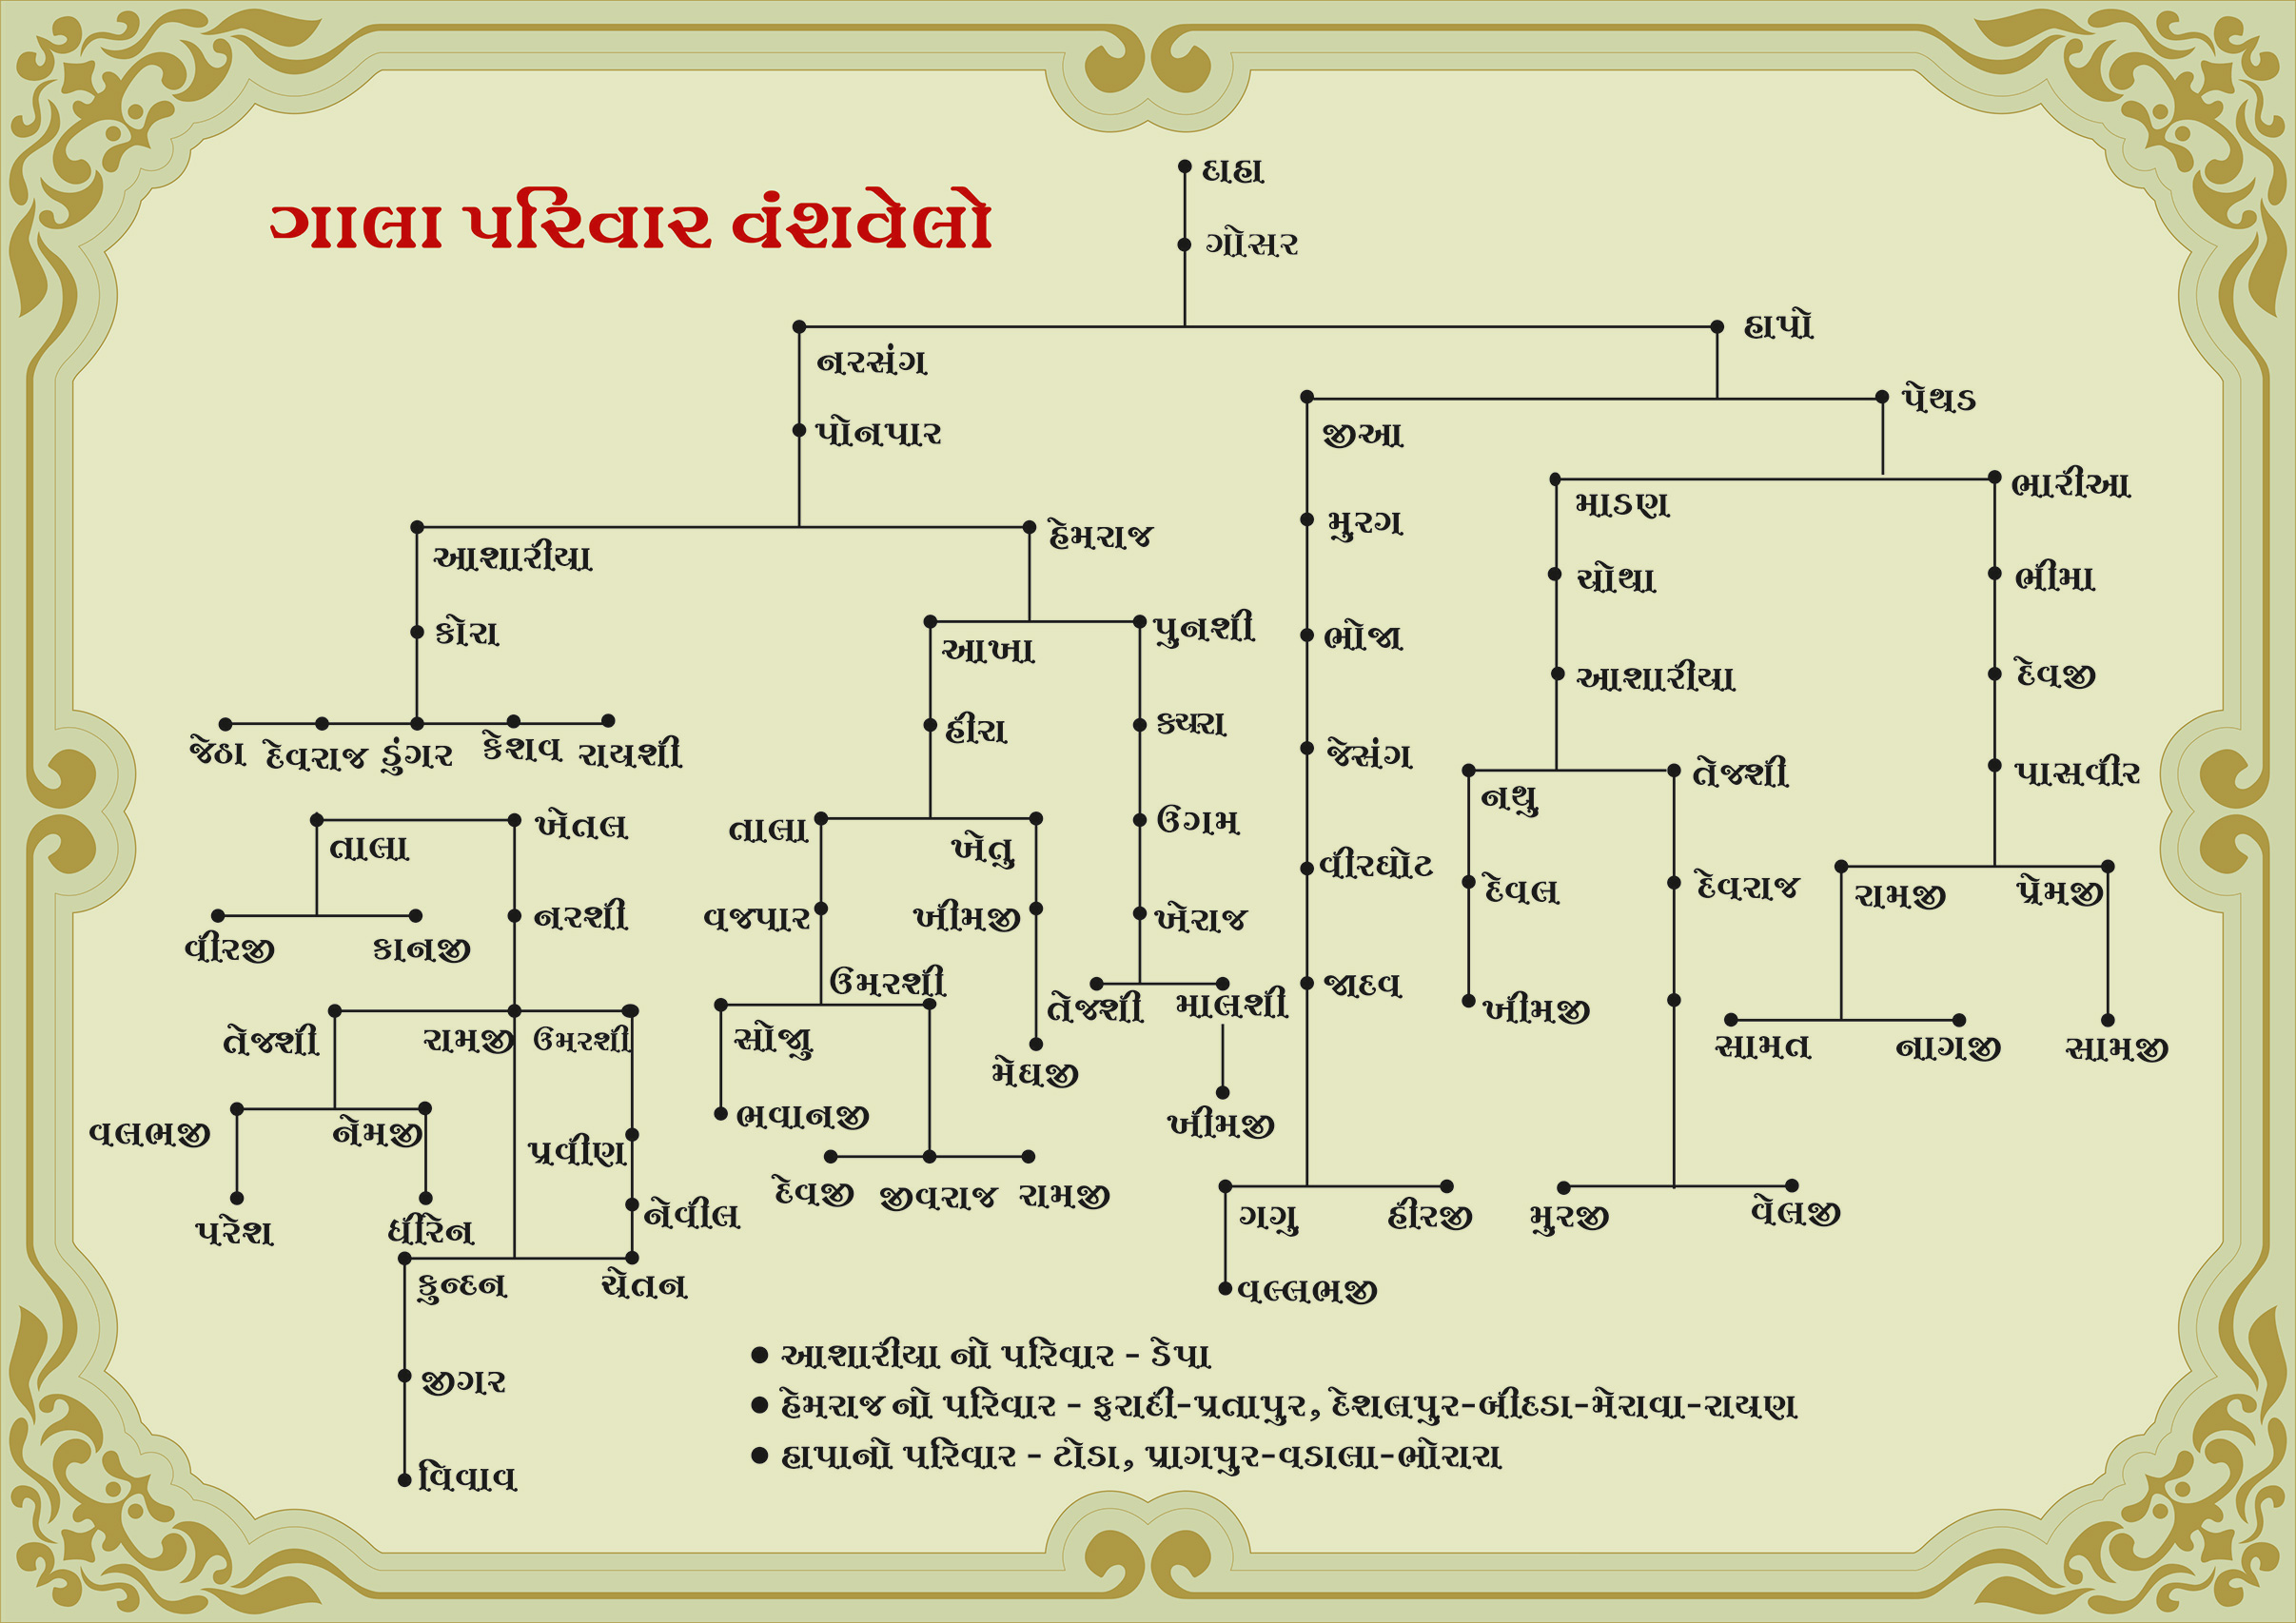 ગાલા પરિવાર વંશવેલો
દાહા
ગોસર
નરસંગ
હાપો
પોનપાર
જીઆ
પેથડ
માડણ
ભારીઆ
આશારીયા
હેમરાજ
મુરગ
ચોથા
ભીમા
કોરા
આખા
પુનશી
ભોજા
આશારીયા
દેવજી
જેઠા
દેવરાજ
ડુંગર
કેશવ
રાયશી
હીરા
કચરા
જેસંગ
નથુ
તેજશી
પાસવીર
તાલા
ખેતલ
તાલા
ખેતુ
ઉગમ
વીરઘોટ
દેવલ
દેવરાજ
રામજી
પ્રેમજી
વીરજી
કાનજી
નરશી
વજપાર
ખીમજી
ખેરાજ
જાદવ
ખીમજી
તેજશી
રામજી
ઉમરશી
સોજુ
ઉમરશી
મેઘજી
તેજશી
માલશી
સામત
નાગજી
સામજી
વલભજી
નેમજી
પ્રવીણ
ભવાનજી
ખીમજી
પરેશ
ધીરેન
નેવીલ
દેવજી
જીવરાજ
રામજી
ગગુ
હીરજી
મુરજી
વેલજી
કુન્દન
ચેતન
વલ્લભજી
જીગર
વિવાવ
● આશારીયા નો પરિવાર - ડેપા
● હેમરાજ નો પરિવાર - ફરાદી-પ્રતાપુર, દેશલપુર-બીદડા-મેરાવા-રાયણ
● હાપાનો પરિવાર - ટોડા, પ્રાગપુર-વડાલા-ભોરારા